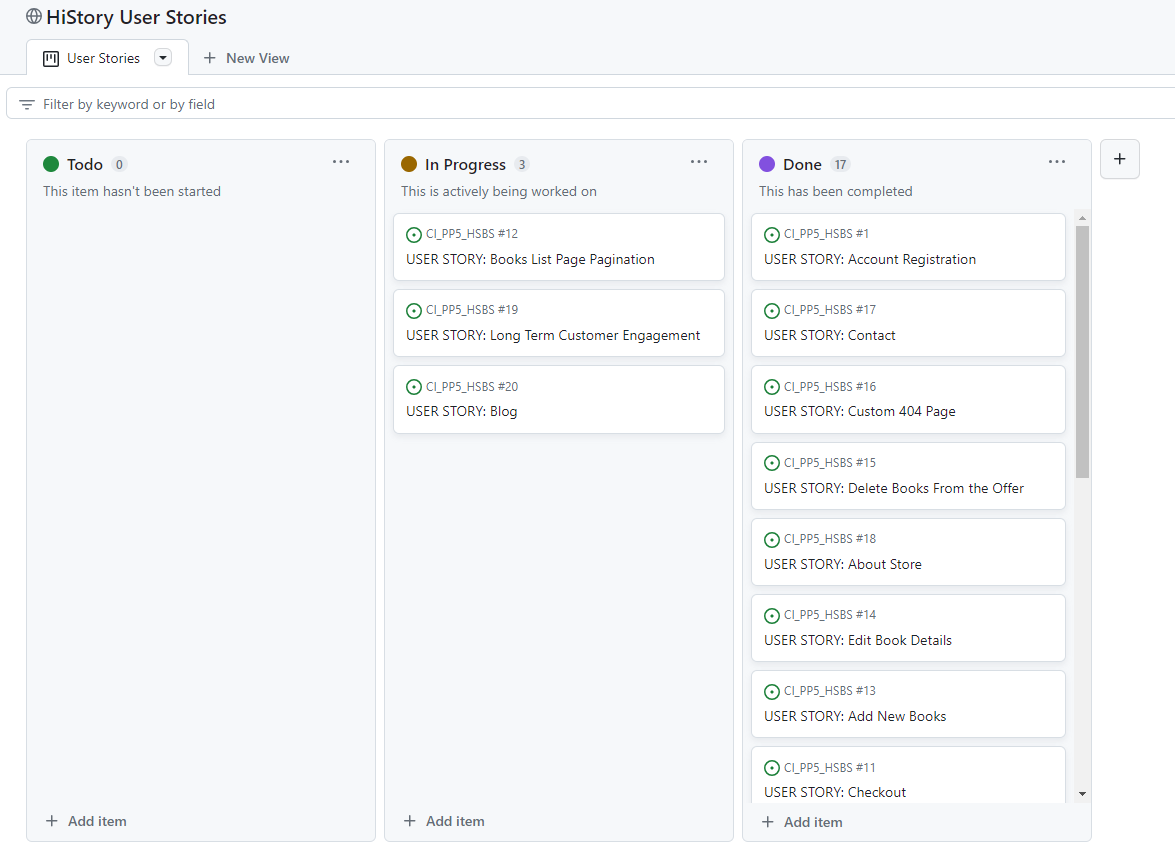 HiStory User Stories
User Stories
New View
Filter by keyword or by field
Todo 0
This item hasn't been started
Add item
In Progress 3
This is actively being worked on
CI_PP5_HSBS #12
USER STORY: Books List Page Pagination
CI_PP5_HSBS #19
USER STORY: Long Term Customer Engagement
CI_PP5_HSBS #20
USER STORY: Blog
Add item
Done 17
This has been completed
CI_PP5_HSBS #1
USER STORY: Account Registration
CI_PP5_HSBS #17
USER STORY: Contact
CI_PP5_HSBS #16
USER STORY: Custom 404 Page
CI_PP5_HSBS #15
USER STORY: Delete Books From the Offer
CI_PP5_HSBS #18
USER STORY: About Store
CI_PP5_HSBS #14
USER STORY: Edit Book Details
CI_PP5_HSBS #13
USER STORY: Add New Books
CI_PP5_HSBS #11
USER STORY: Checkout
Add item